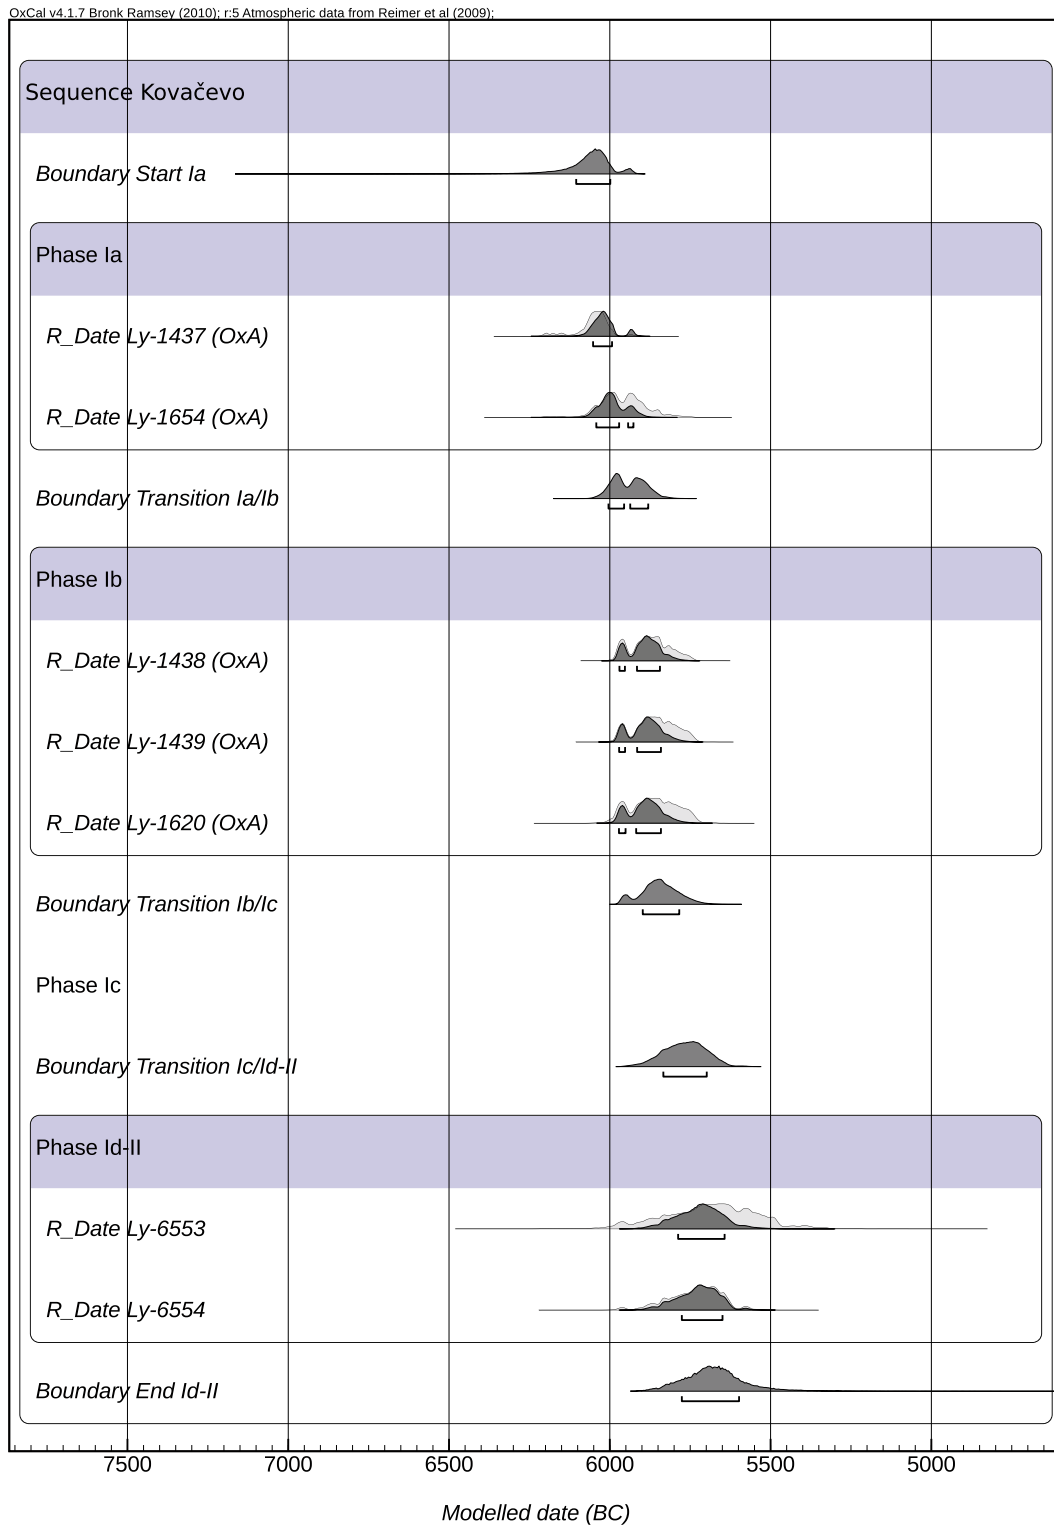 OxCal v4.1.7 Bronk Ramsey (2010); r:5 Atmospheric data from Reimer et al (2009);
Sequence Kovačevo
Boundary Start Ia
Phase Ia
R_Date Ly-1437 (OxA)
R_Date Ly-1654 (OxA)
Boundary Transition Ia/Ib
Phase Ib
R_Date Ly-1438 (OxA)
R_Date Ly-1439 (OxA)
R_Date Ly-1620 (OxA)
Boundary Transition Ib/Ic
Phase Ic
Boundary Transition Ic/Id-II
Phase Id-II
R_Date Ly-6553
R_Date Ly-6554
Boundary End Id-II
7500 7000 6500 6000 5500 5000
Modelled date (BC)